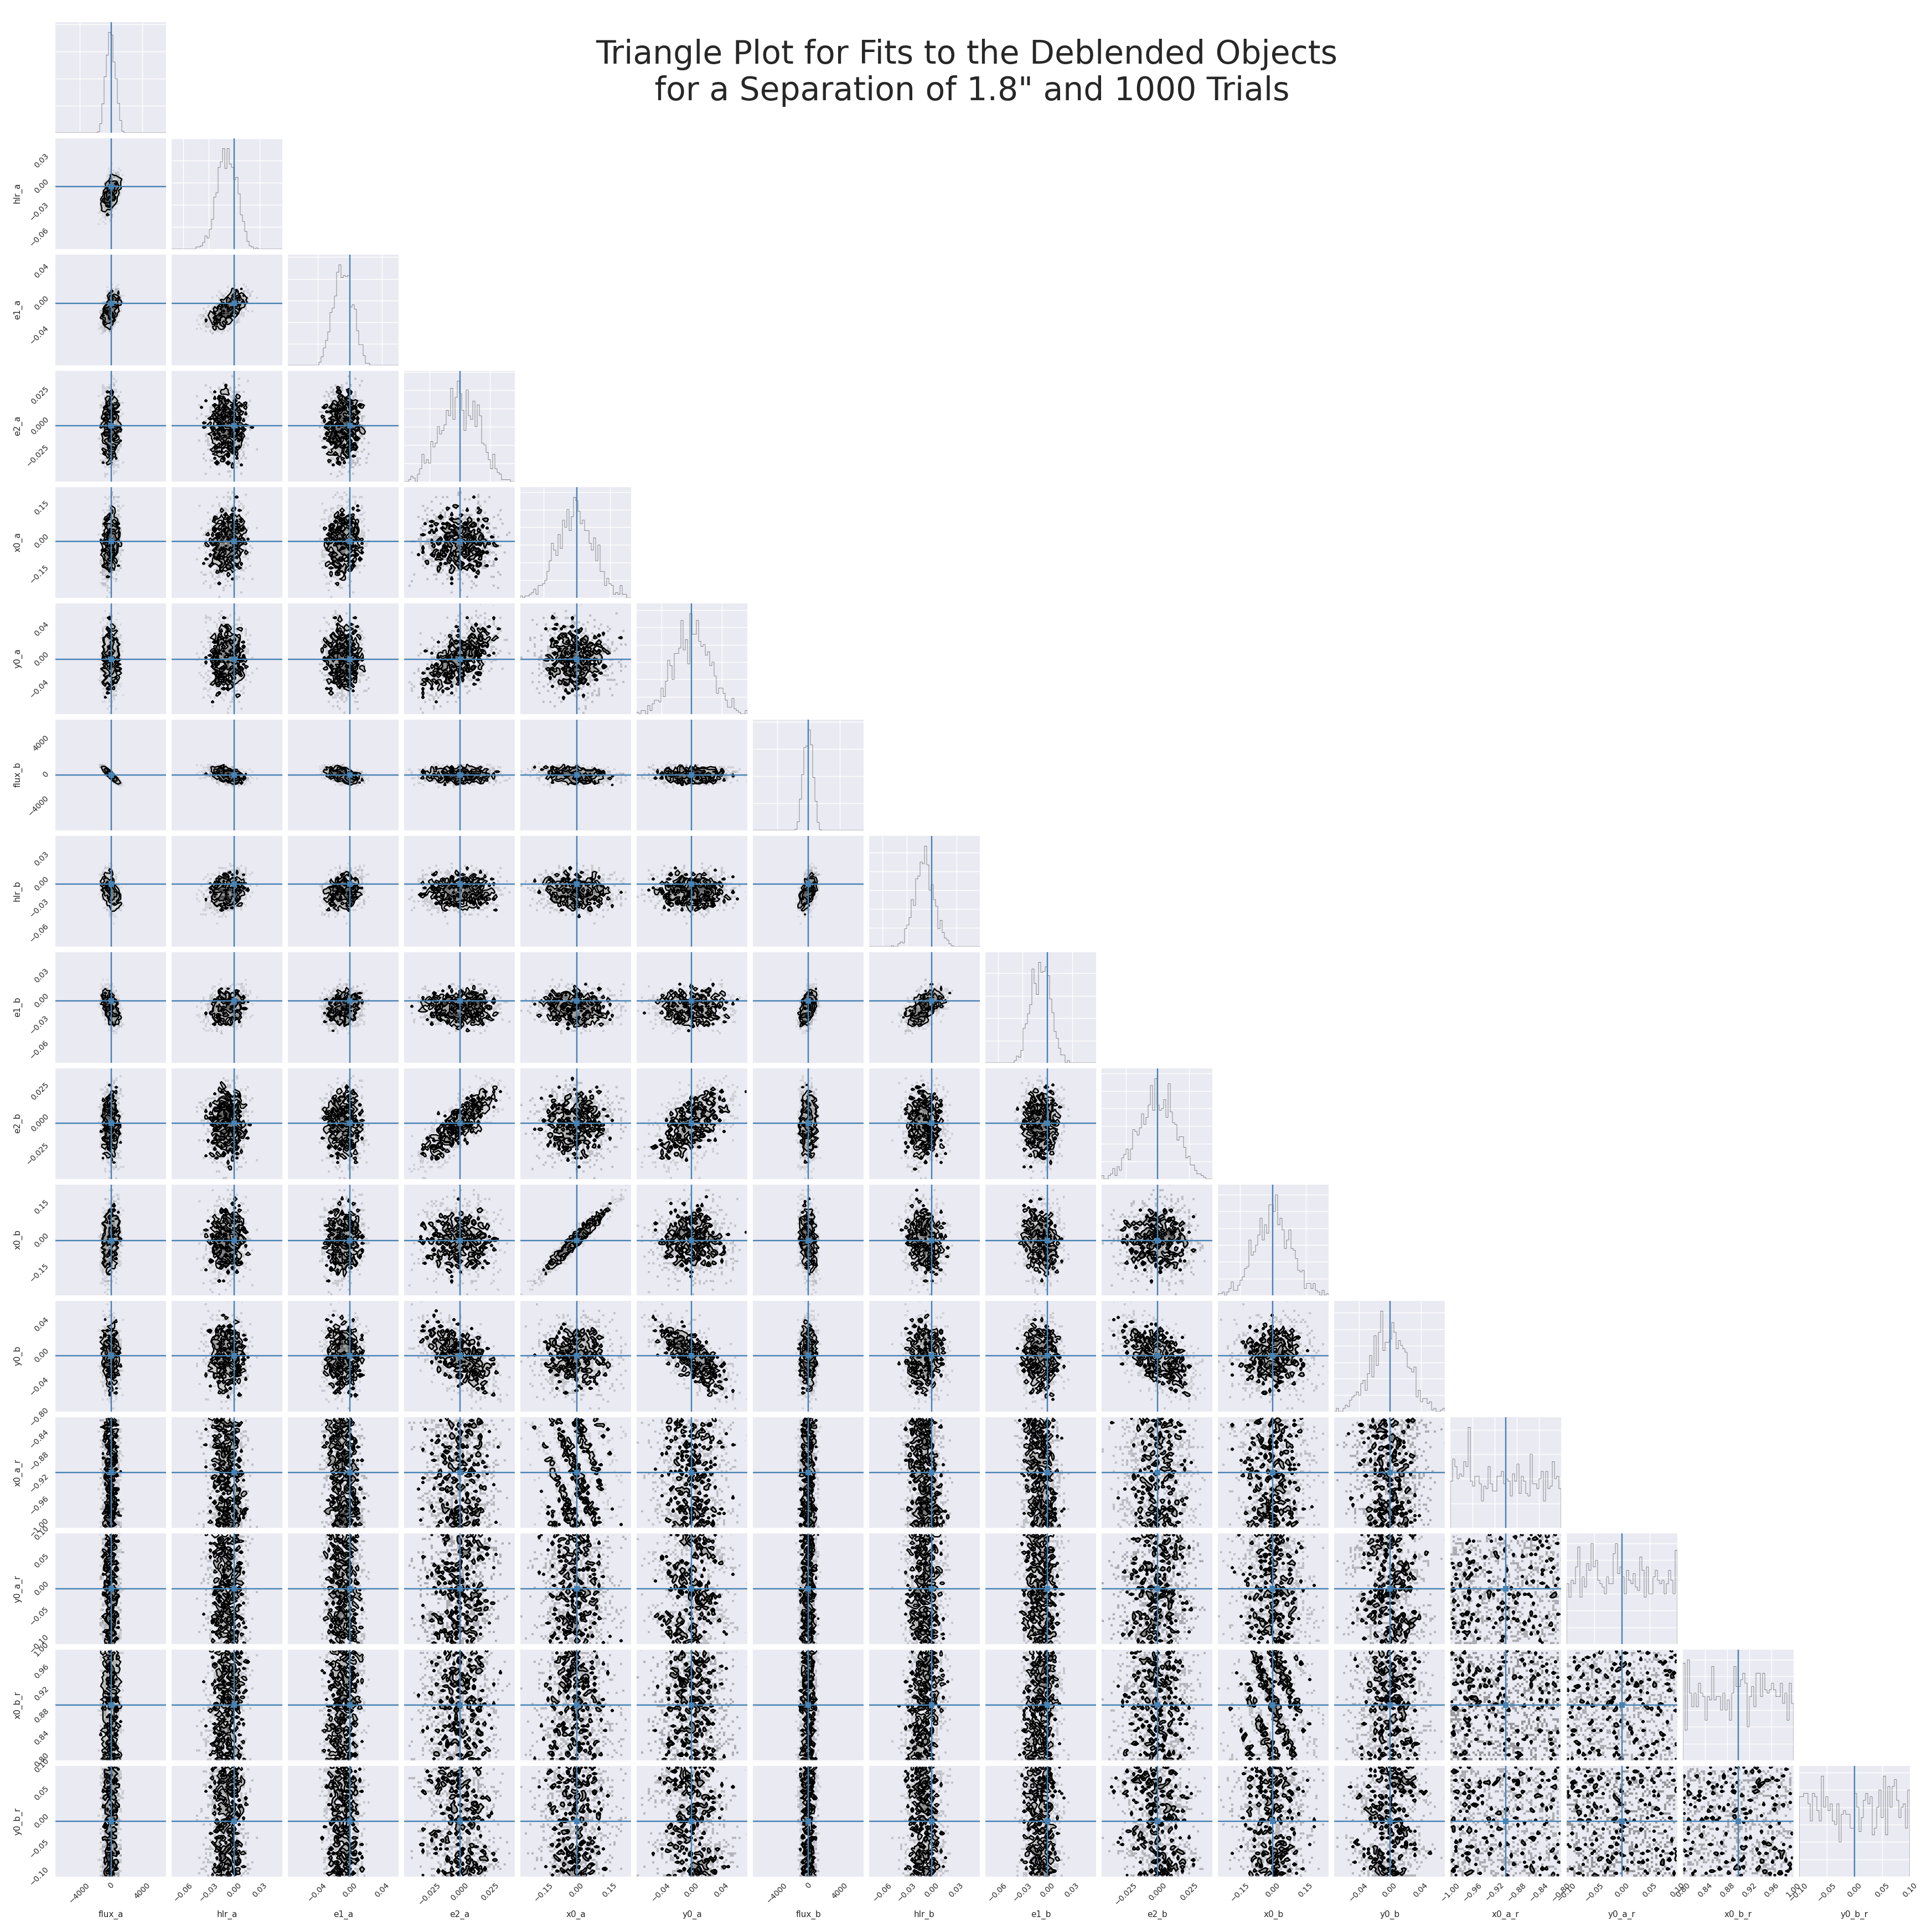 Triangle Plot for Fits to the Deblended Objects
for a Separation of 1.8" and 1000 Trials
hlr_a
0.03
0.00
−0.03
−0.06
e1_a
0.04
0.00
−0.04
e2_a
0.025
0.000
−0.025
x0_a
0.15
0.00
−0.15
y0_a
0.04
0.00
−0.04
flux_b
4000
0
−4000
hlr_b
0.03
0.00
−0.03
−0.06
e1_b
0.03
0.00
−0.03
−0.06
e2_b
0.025
0.000
−0.025
x0_b
0.15
0.00
−0.15
y0_b
0.04
0.00
−0.04
x0_a_r
−0.80
−0.84
−0.88
−0.92
−0.96
−1.00
y0_a_r
0.10
0.05
0.00
−0.05
−0.10
x0_b_r
1.00
0.96
0.92
0.88
0.84
0.80
y0_b_r
0.10
0.05
0.00
−0.05
−0.10
−4000 0 4000
−0.06 −0.03 0.00 0.03
−0.04 0.00 0.04
−0.025 0.000 0.025
−0.15 0.00 0.15
−0.04 0.00 0.04
−4000 0 4000
−0.06 −0.03 0.00 0.03
−0.06 −0.03 0.00 0.03
−0.025 0.000 0.025
−0.15 0.00 0.15
−0.04 0.00 0.04
−1.00 −0.96 −0.92 −0.88 −0.84 −0.80
−0.10 −0.05 0.00 0.05 0.10
0.80 0.84 0.88 0.92 0.96 1.00
−0.10 −0.05 0.00 0.05 0.10
flux_a hlr_a e1_a e2_a x0_a y0_a flux_b hlr_b e1_b e2_b x0_b y0_b x0_a_r y0_a_r x0_b_r y0_b_r